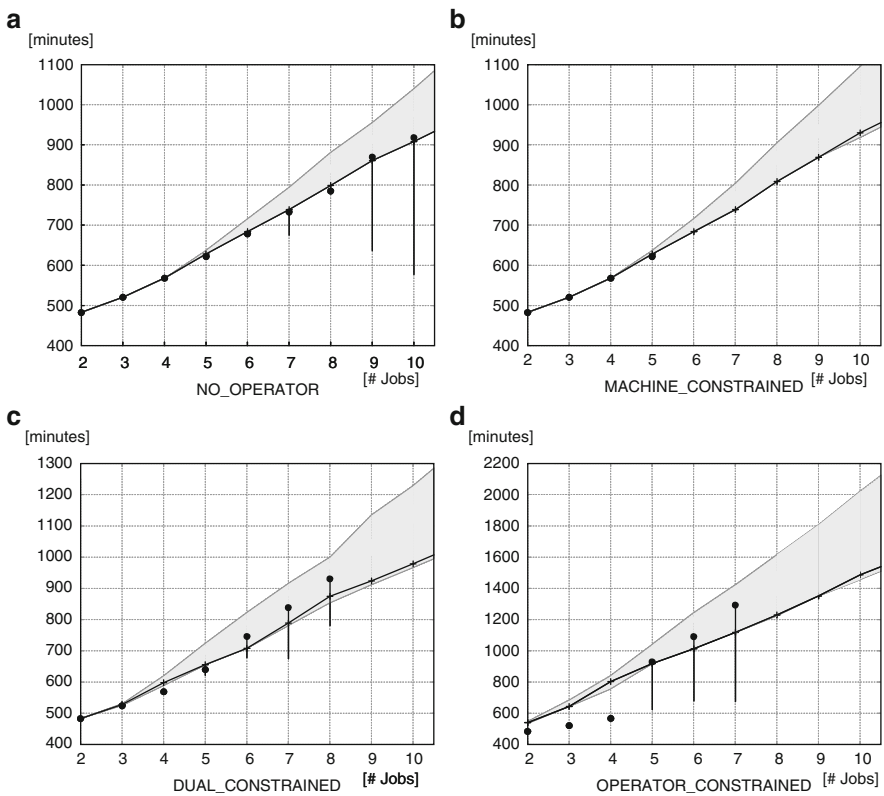 a
[minutes]
1100
1000
900
800
700
600
500
400
2 3 4 5 6 7 8 9 10
NO_OPERATOR
[# Jobs]
b
[minutes]
1100
1000
900
800
700
600
500
400
2 3 4 5 6 7 8 9 10
MACHINE_CONSTRAINED
[# Jobs]
c
[minutes]
1300
1200
1100
1000
900
800
700
600
500
400
2 3 4 5 6 7 8 9 10
DUAL_CONSTRAINED
[# Jobs]
d
[minutes]
2200
2000
1800
1600
1400
1200
1000
800
600
400
2 3 4 5 6 7 8 9 10
OPERATOR_CONSTRAINED
[# Jobs]